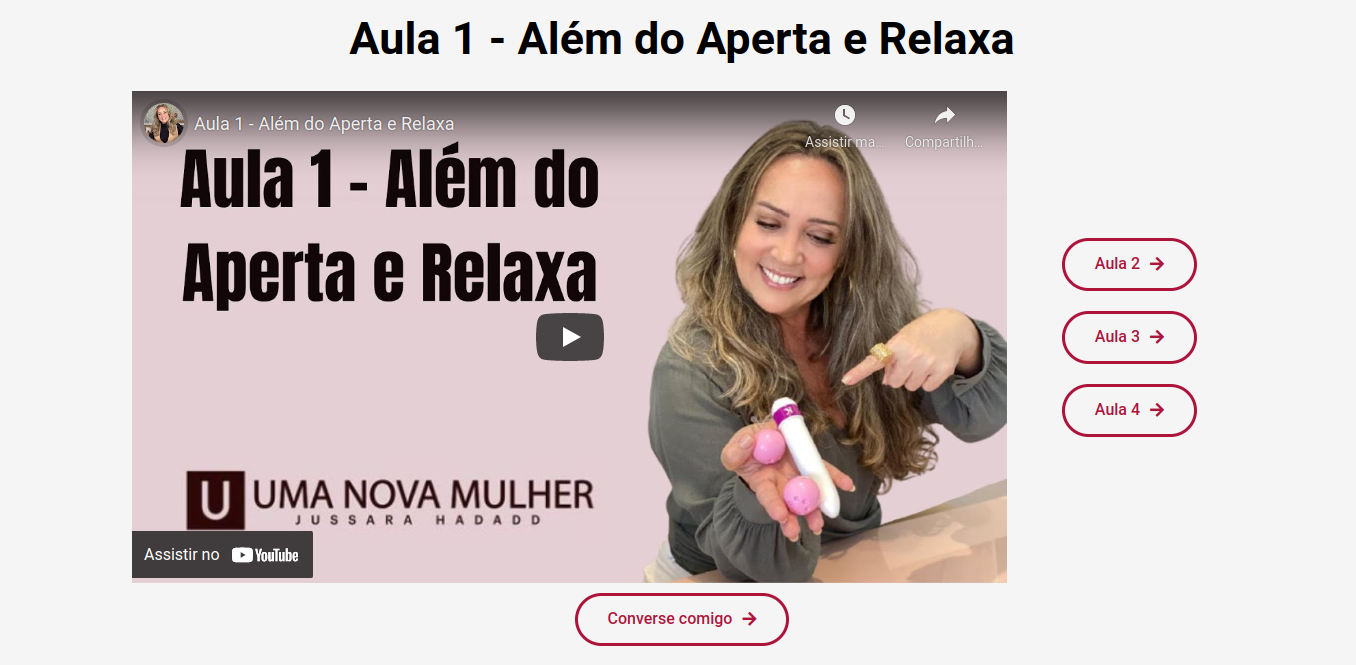 Aula 1 - Além do Aperta e Relaxa
Aula 1 - Além do Aperta e Relaxa
Assistir ma...
Compartilh...
Aula 1 - Além do
Aperta e Relaxa
Aula 2
Aula 3
Aula 4
U UMA NOVA MULHER
JUSSARA HADADD
Assistir no YouTube
Converse comigo